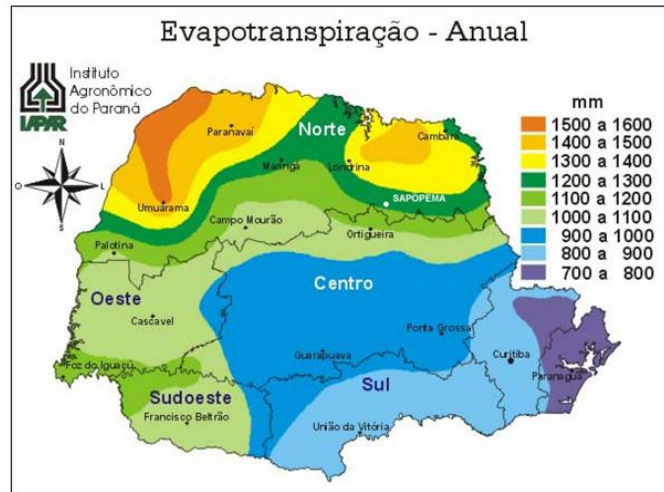 Evapotranspiração - Anual
Instituto
Agronômico
do Paraná
IAPAR
N
O
L
S
mm
1500 a 1600
1400 a 1500
1300 a 1400
1200 a 1300
1100 a 1200
1000 a 1100
900 a 1000
800 a 900
700 a 800
Paranavaí
Norte
Cambará
Maringá
Londrina
Umuarama
SAPOPEMA
Campo Mourão
Ortigueira
Palotina
Centro
Oeste
Cascavel
Ponta Grossa
Guarapuava
Curitiba
Foz do Iguaçu
Paranaguá
Sudoeste
Sul
Francisco Beltrão
União da Vitória